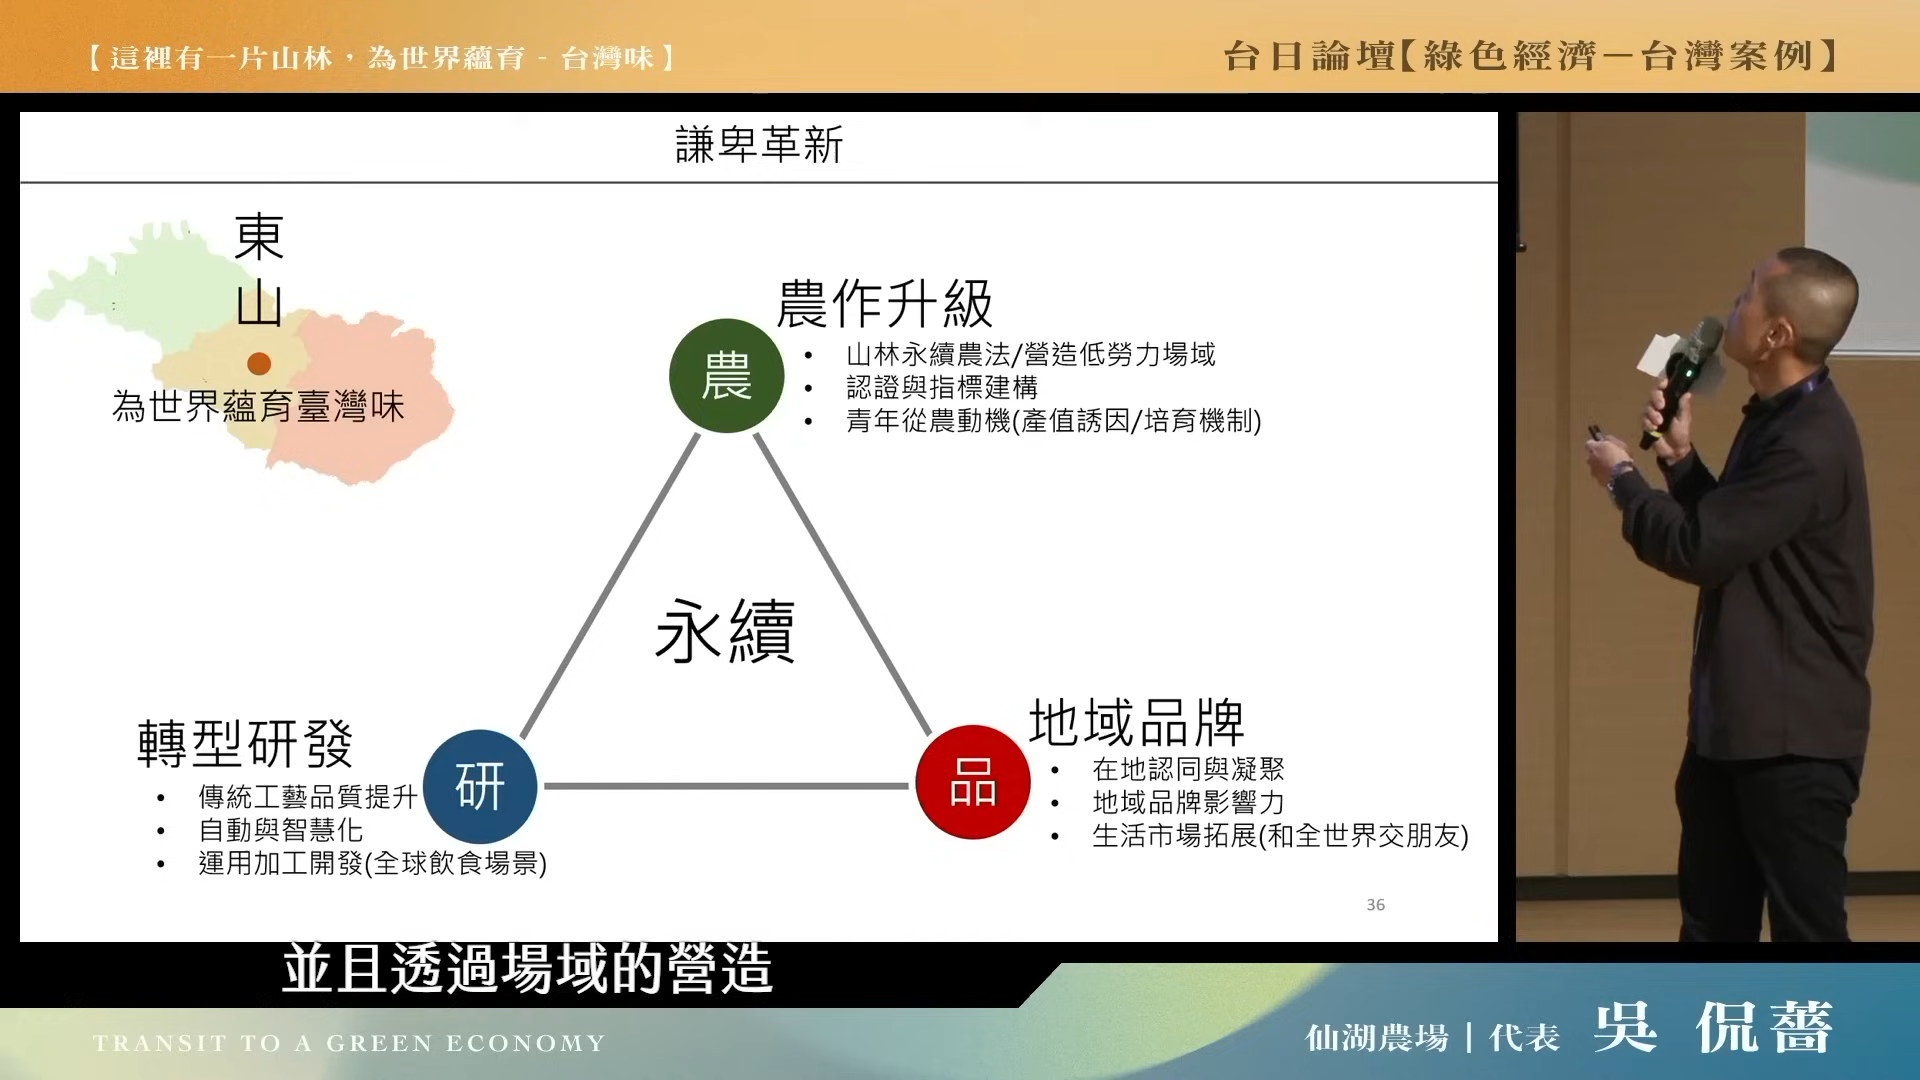 【這裡有一片山林，為世界蘊育 - 台灣味】
台日論壇【綠色經濟－台灣案例】
謙卑革新
東
山
為世界蘊育臺灣味
農
農作升級
• 山林永續農法/營造低勞力場域
• 認證與指標建構
• 青年從農動機(產值誘因/培育機制)
永續
轉型研發
研
• 傳統工藝品質提升
• 自動與智慧化
• 運用加工開發(全球飲食場景)
品
地域品牌
• 在地認同與凝聚
• 地域品牌影響力
• 生活市場拓展(和全世界交朋友)
36
並且透過場域的營造
TRANSIT TO A GREEN ECONOMY
仙湖農場｜代表 吳 侃薔